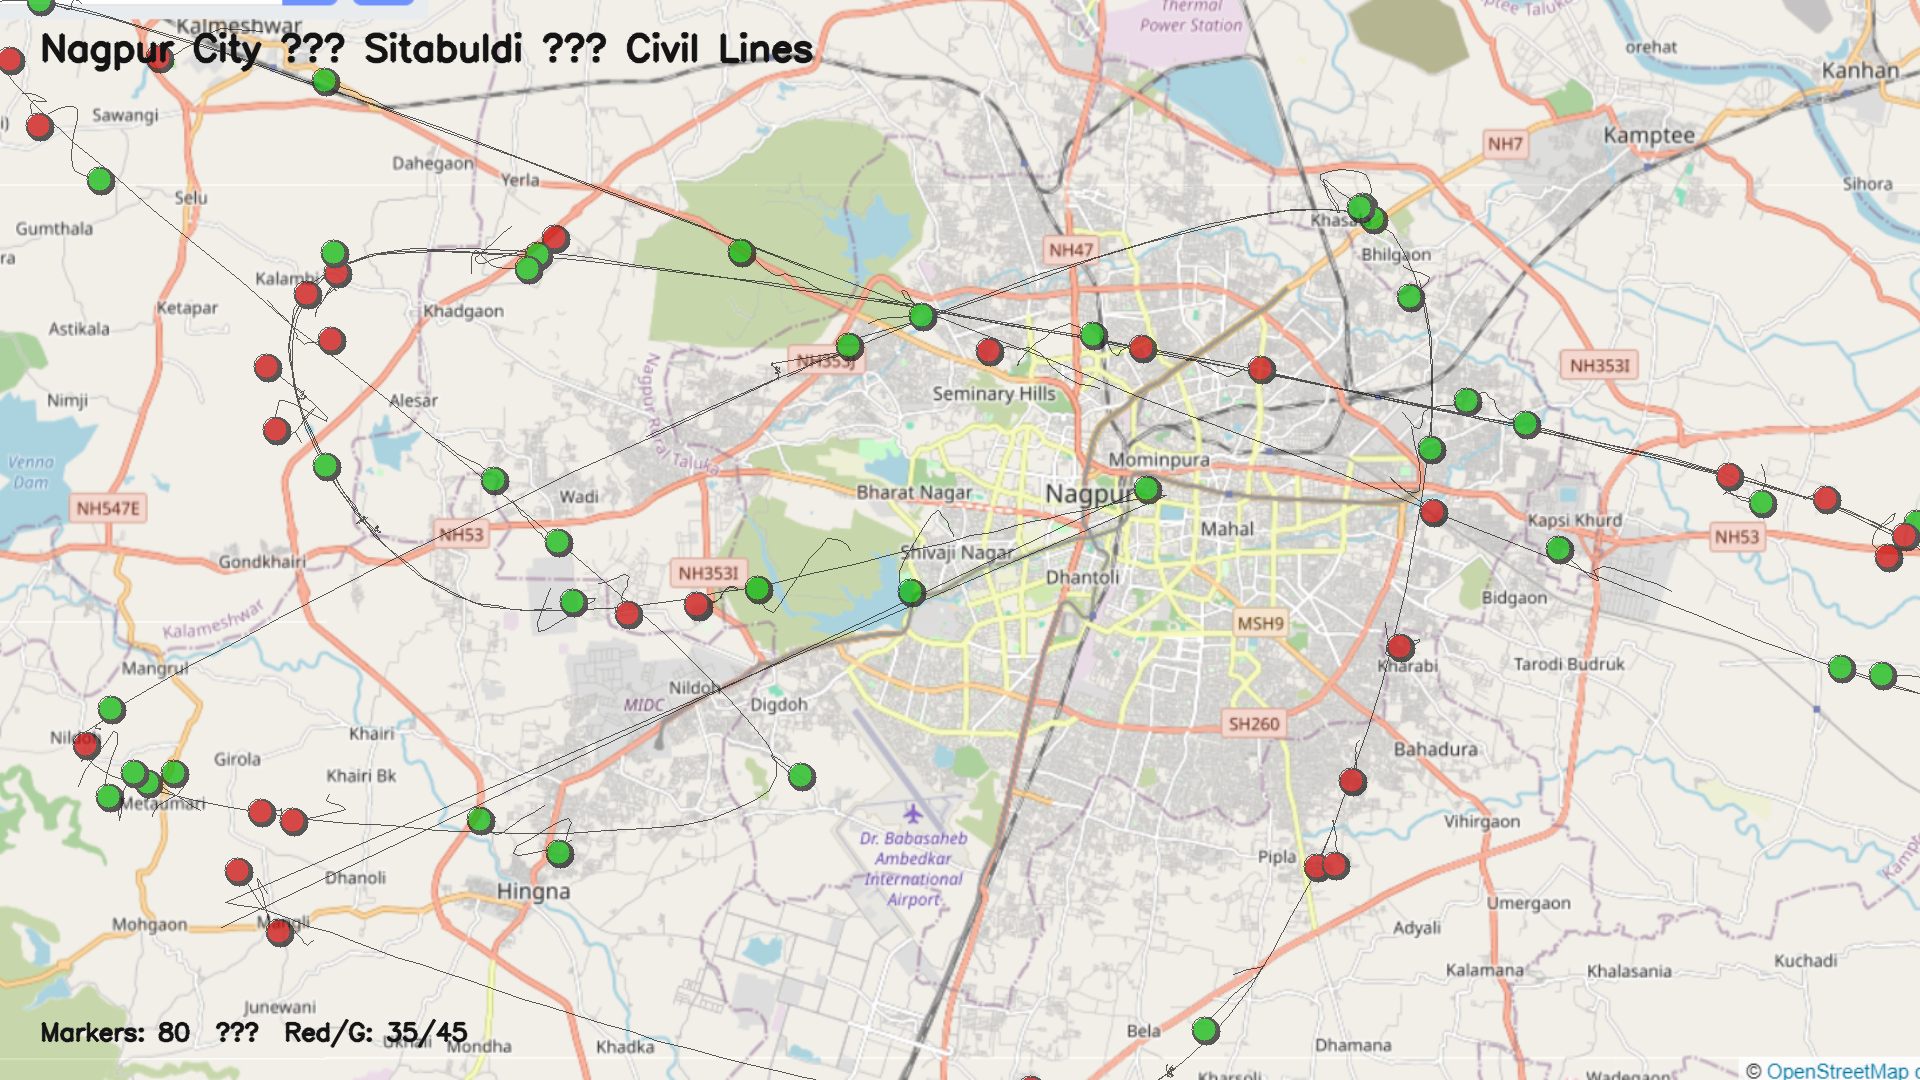 Thermal
Power Station
Kalmeshwar
orehat
Nagpur City ??? Sitabuldi ??? Civil Lines
Kanhan
Sawangi
NH7
Kamptee
Dahegaon
Yerla
Sihora
Selu
Gumthala
NH47
Bhilgaon
Kalambi
Ketapar
Khadgaon
Astikala
NH353J
NH353I
Nagpur Rural Taluka
Seminary Hills
Nimji
Alesar
Mominpura
Venna
Dam
Bharat Nagar
Nagpur
Wadi
NH547E
Kapsi Khurd
Mahal
NH53
NH53
Shivaji Nagar
Gondkhairi
NH353I
Dhantoli
Bidgaon
Kalameshwar
MSH9
Mangrul
Kharabi
Tarodi Budruk
Nildoh
MIDC
Digdoh
SH260
Khairi
Bahadura
Girola
Khairi Bk
Metaumari
Vihirgaon
Dr. Babasaheb
Ambedkar
International
Airport
Pipla
Dhanoli
Hingna
Umergaon
Mohgaon
Mangli
Adyali
Kuchadi
Kalamana
Khalasania
Junewani
Markers: 80 ??? Red/G: 35/45
Bela
Mondha
Khadka
Dhamana
Kharsoli
Wadegaon
© OpenStreetMap